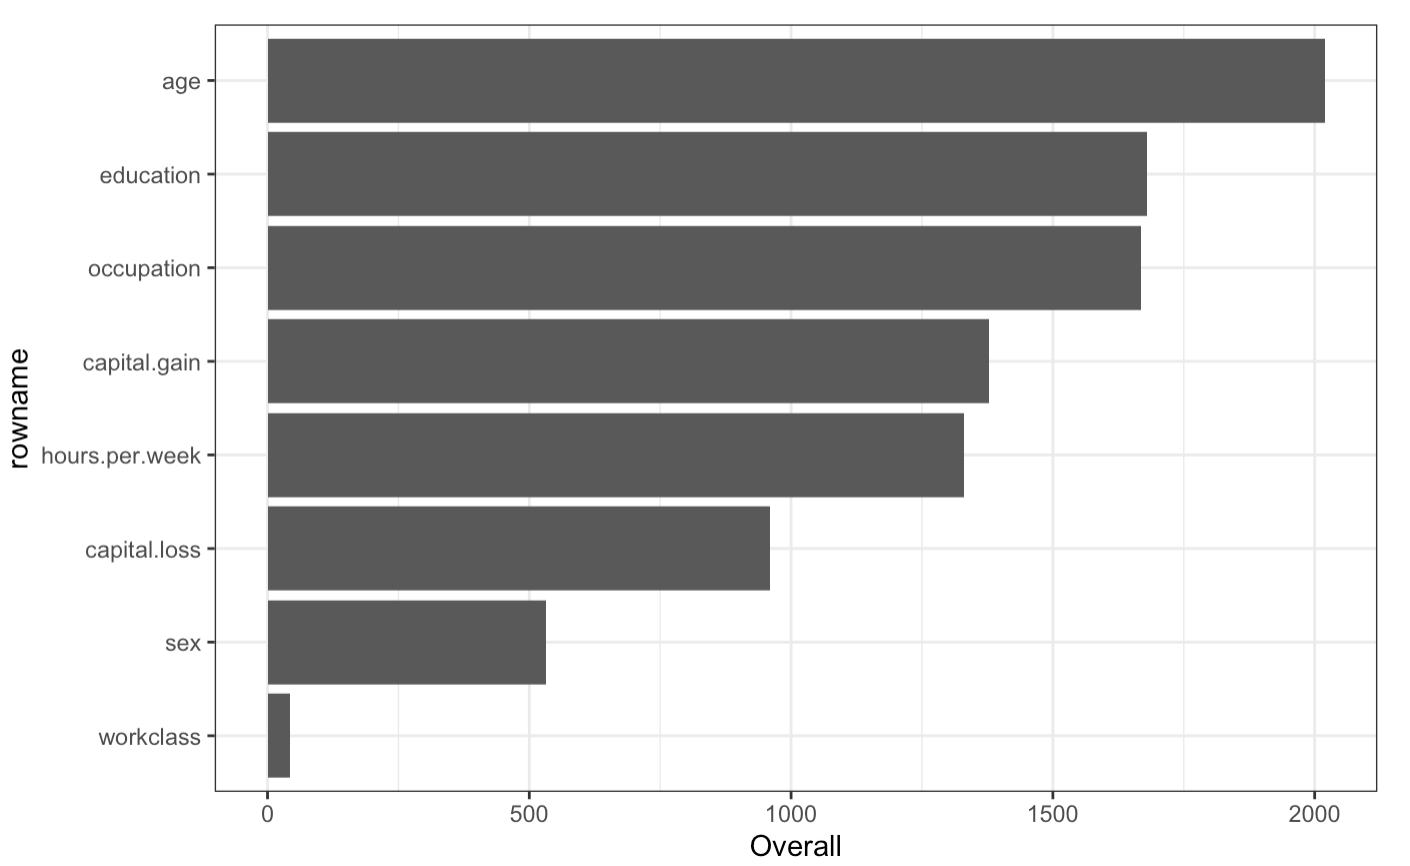 age
education
occupation
capital.gain
rowname
hours.per.week
capital.loss
sex
workclass
0 500 1000 1500 2000
Overall